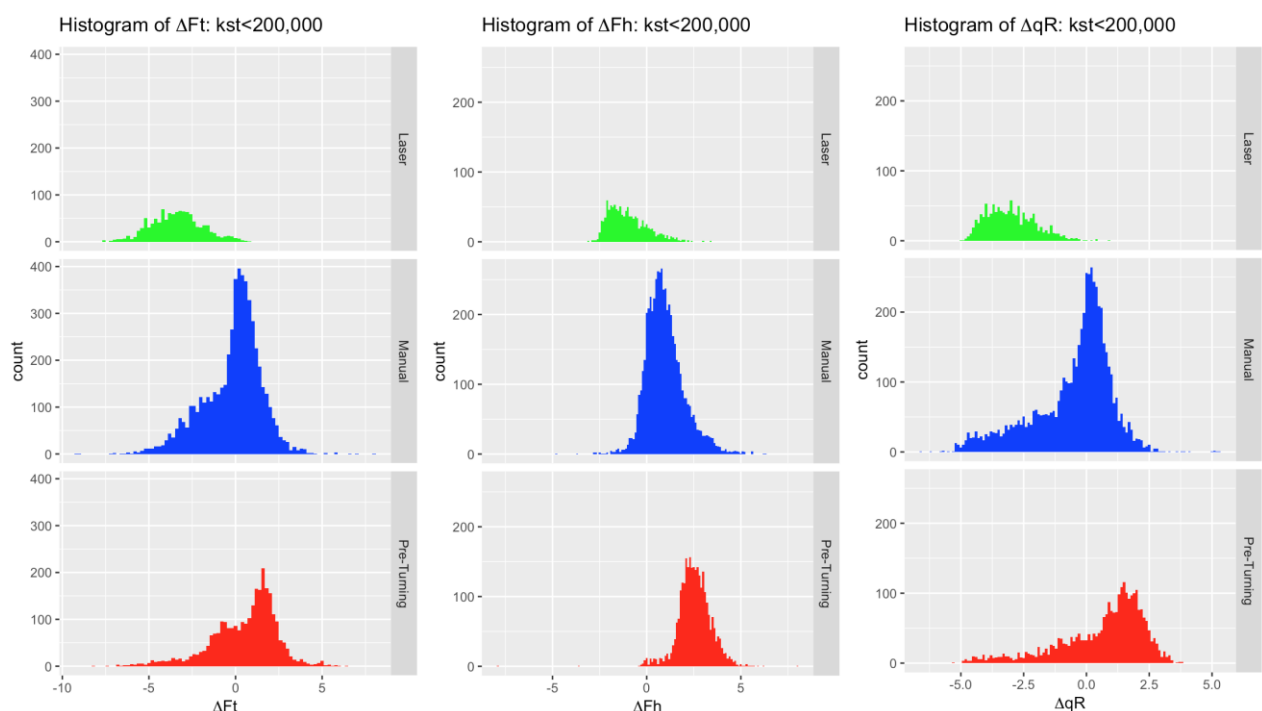 Histogram of ΔFt: kst<200,000
400
300
200
100
0
Laser
400
300
200
100
0
Manual
400
300
200
100
0
Pre-Turning
count
-10
-5
0
5
ΔFt
Histogram of ΔFh: kst<200,000
200
100
0
Laser
200
100
0
Manual
200
100
0
Pre-Turning
count
-5
0
5
ΔFh
Histogram of ΔqR: kst<200,000
200
100
0
Laser
200
100
0
Manual
200
100
0
Pre-Turning
count
-5.0
-2.5
0.0
2.5
5.0
ΔqR